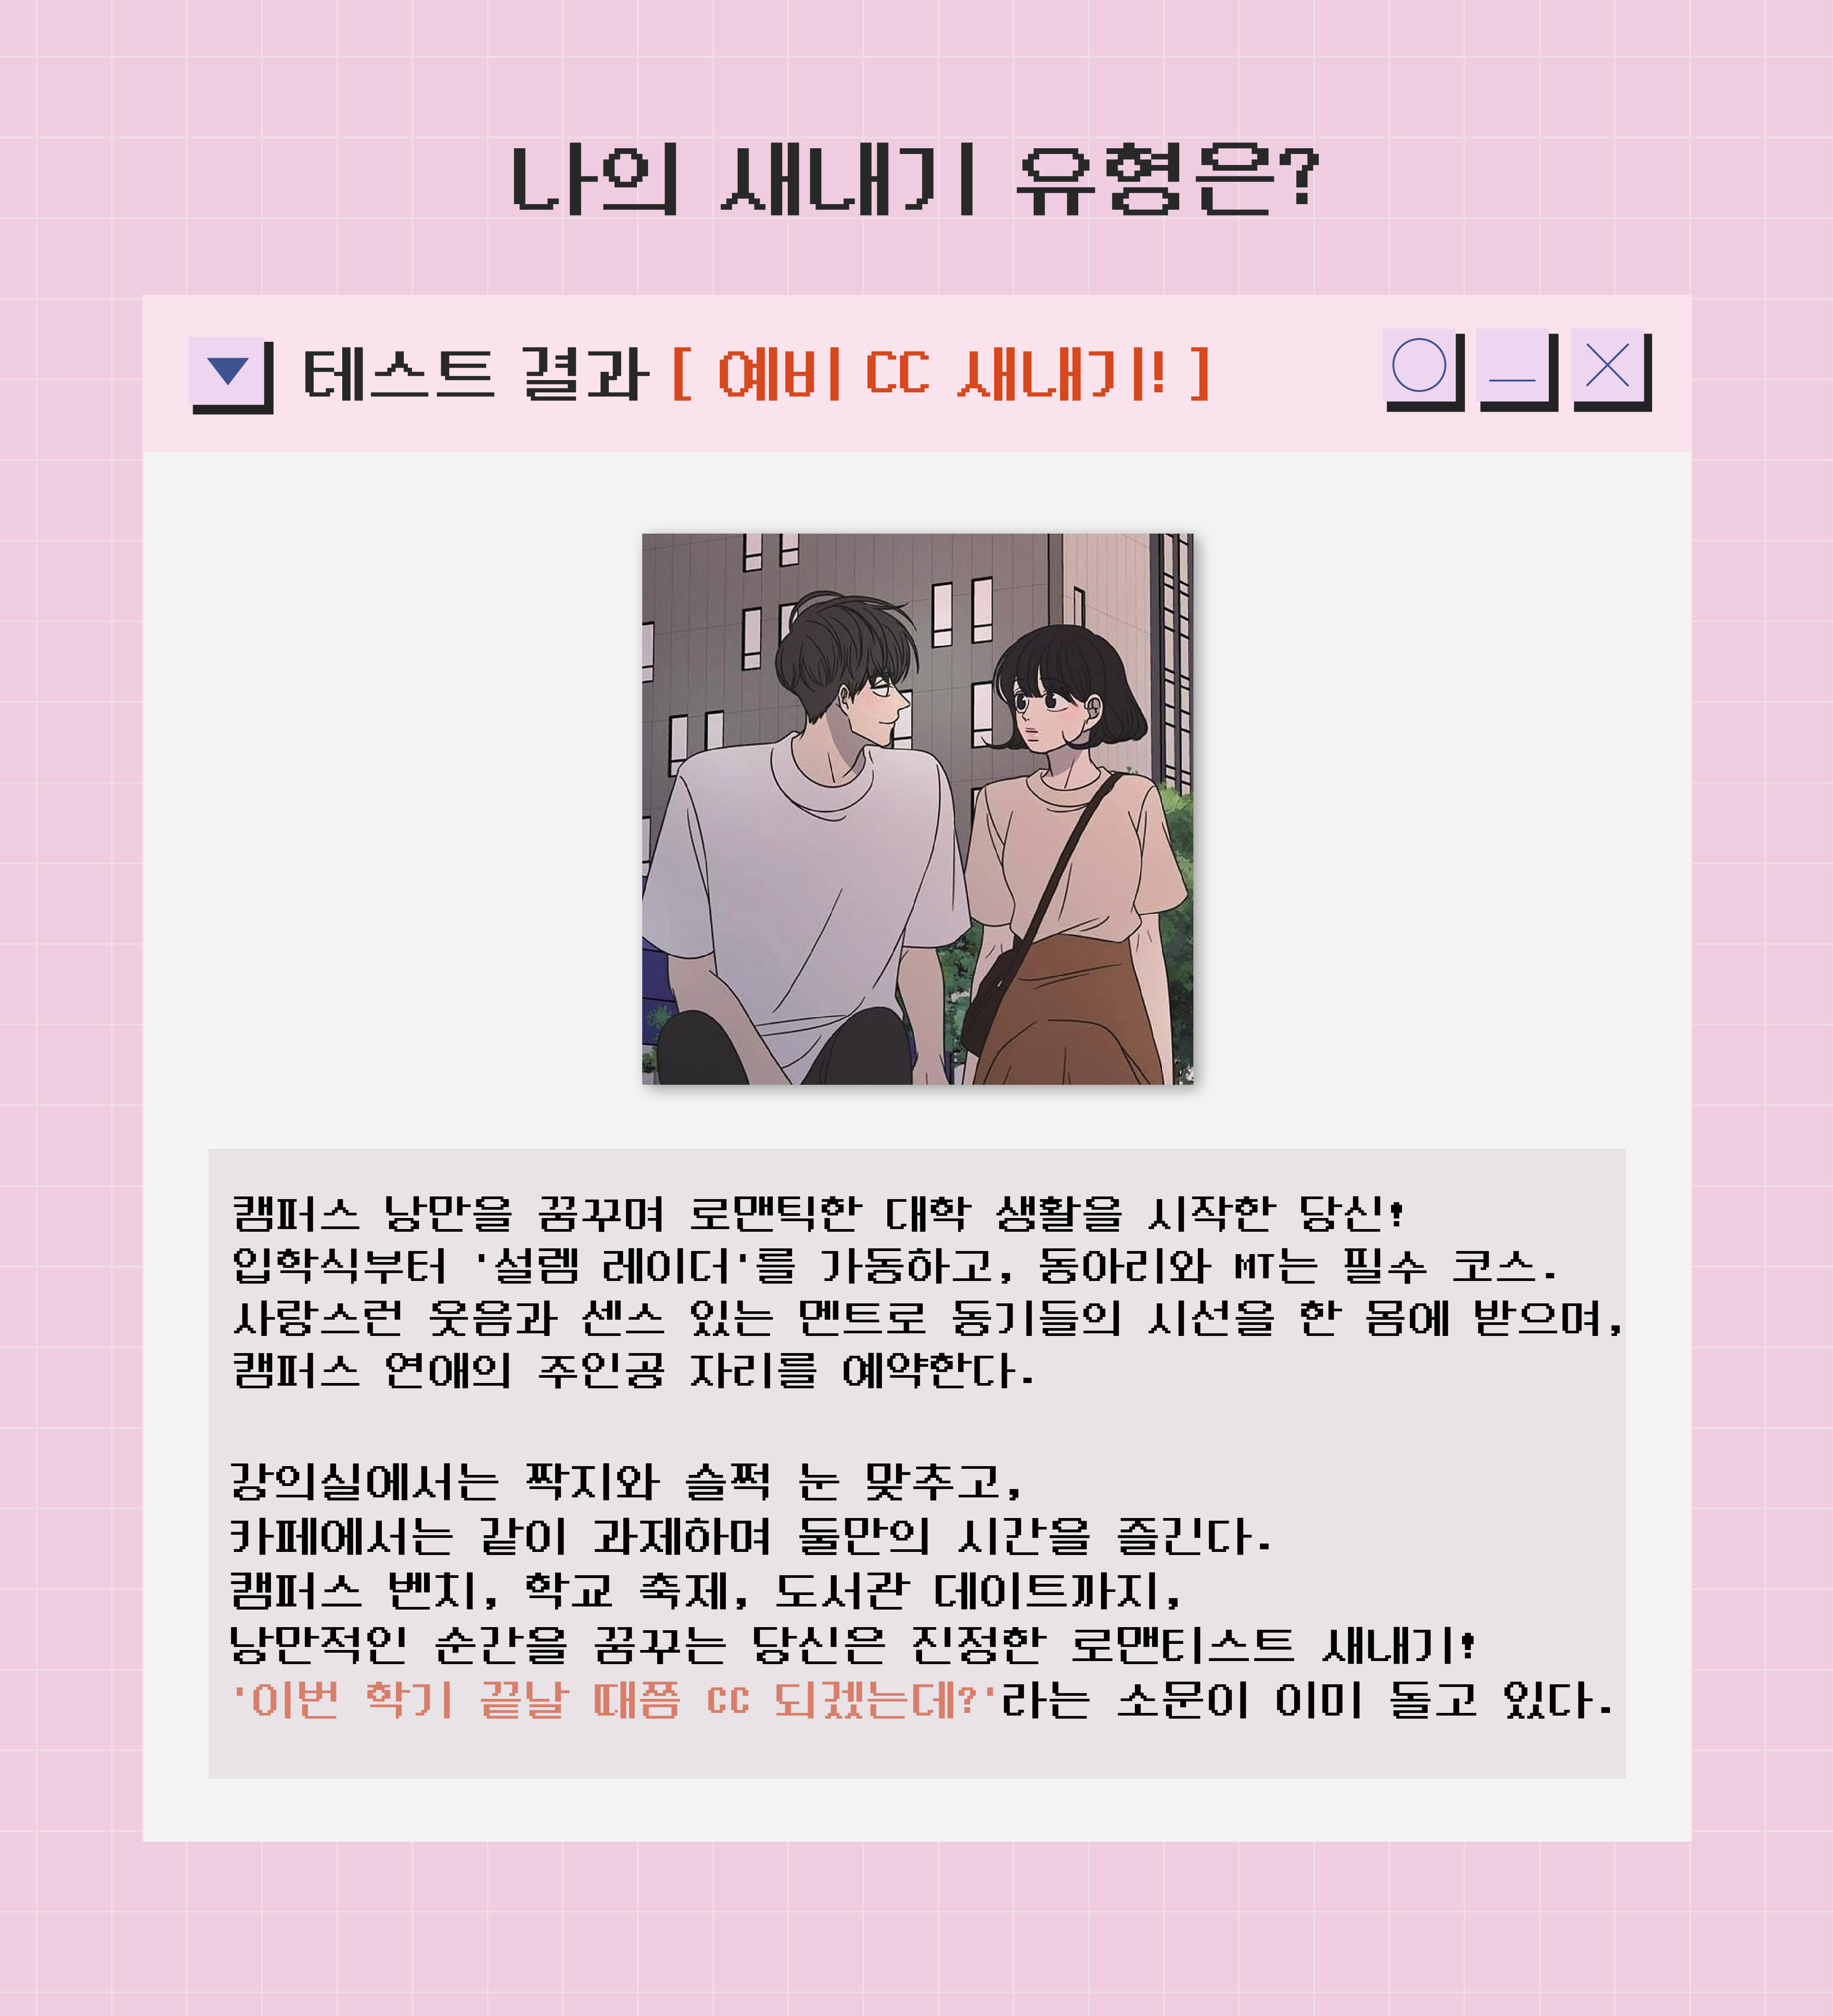 나의 새내기 유형은?
테스트 결과 [ 예비 CC 새내기! ]
캠퍼스 낭만을 꿈꾸며 로맨틱한 대학 생활을 시작한 당신!
입학식부터 '설렘 레이더'를 가동하고, 동아리와 MT는 필수 코스.
사랑스런 웃음과 센스 있는 멘트로 동기들의 시선을 한 몸에 받으며,
캠퍼스 연애의 주인공 자리를 예약한다.
강의실에서는 짝지와 슬쩍 눈 맞추고,
카페에서는 같이 과제하며 둘만의 시간을 즐긴다.
캠퍼스 벤치, 학교 축제, 도서관 데이트까지,
낭만적인 순간을 꿈꾸는 당신은 진정한 로맨티스트 새내기!
'이번 학기 끝날 때쯤 CC 되겠는데?'라는 소문이 이미 돌고 있다.